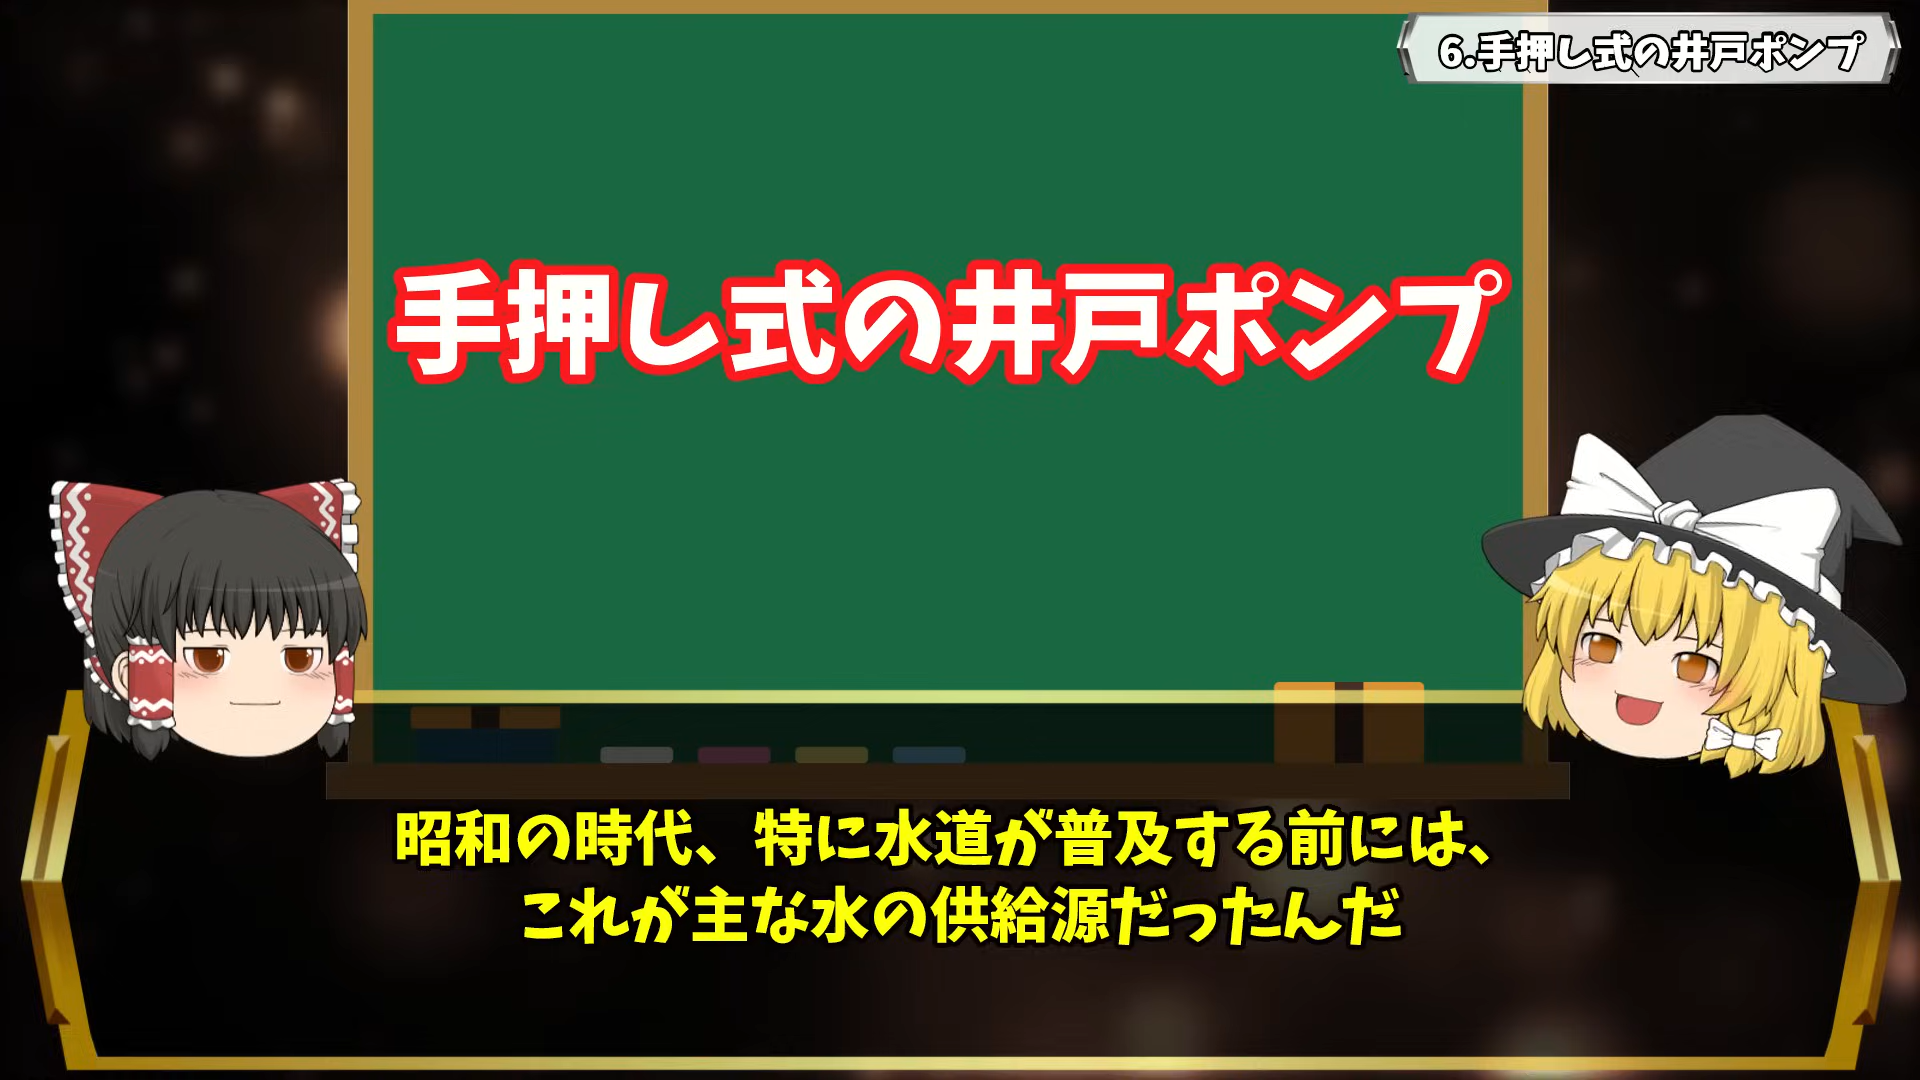 6.手押し式の井戸ポンプ
手押し式の井戸ポンプ
昭和の時代、特に水道が普及する前には、
これが主な水の供給源だったんだ